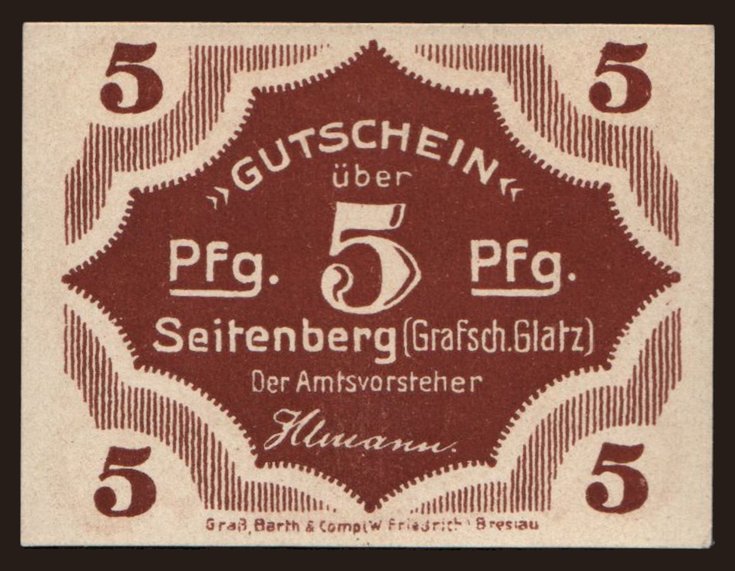 5 5
»GUTSCHEIN«
über
Pfg. 5 Pfg.
Seitenberg (Grafsch. Glatz)
Der Amtsvorsteher
5 5
Graß, Barth & Comp (W. Friedrich) Breslau